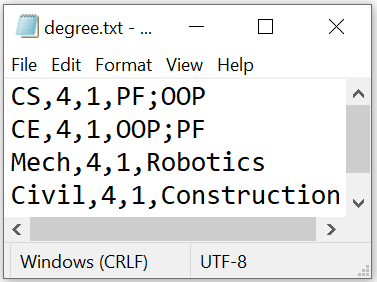 degree.txt - ...
File Edit Format View Help
CS,4,1,PF;OOP
CE,4,1,OOP;PF
Mech,4,1,Robotics
Civil,4,1,Construction
Windows (CRLF) UTF-8